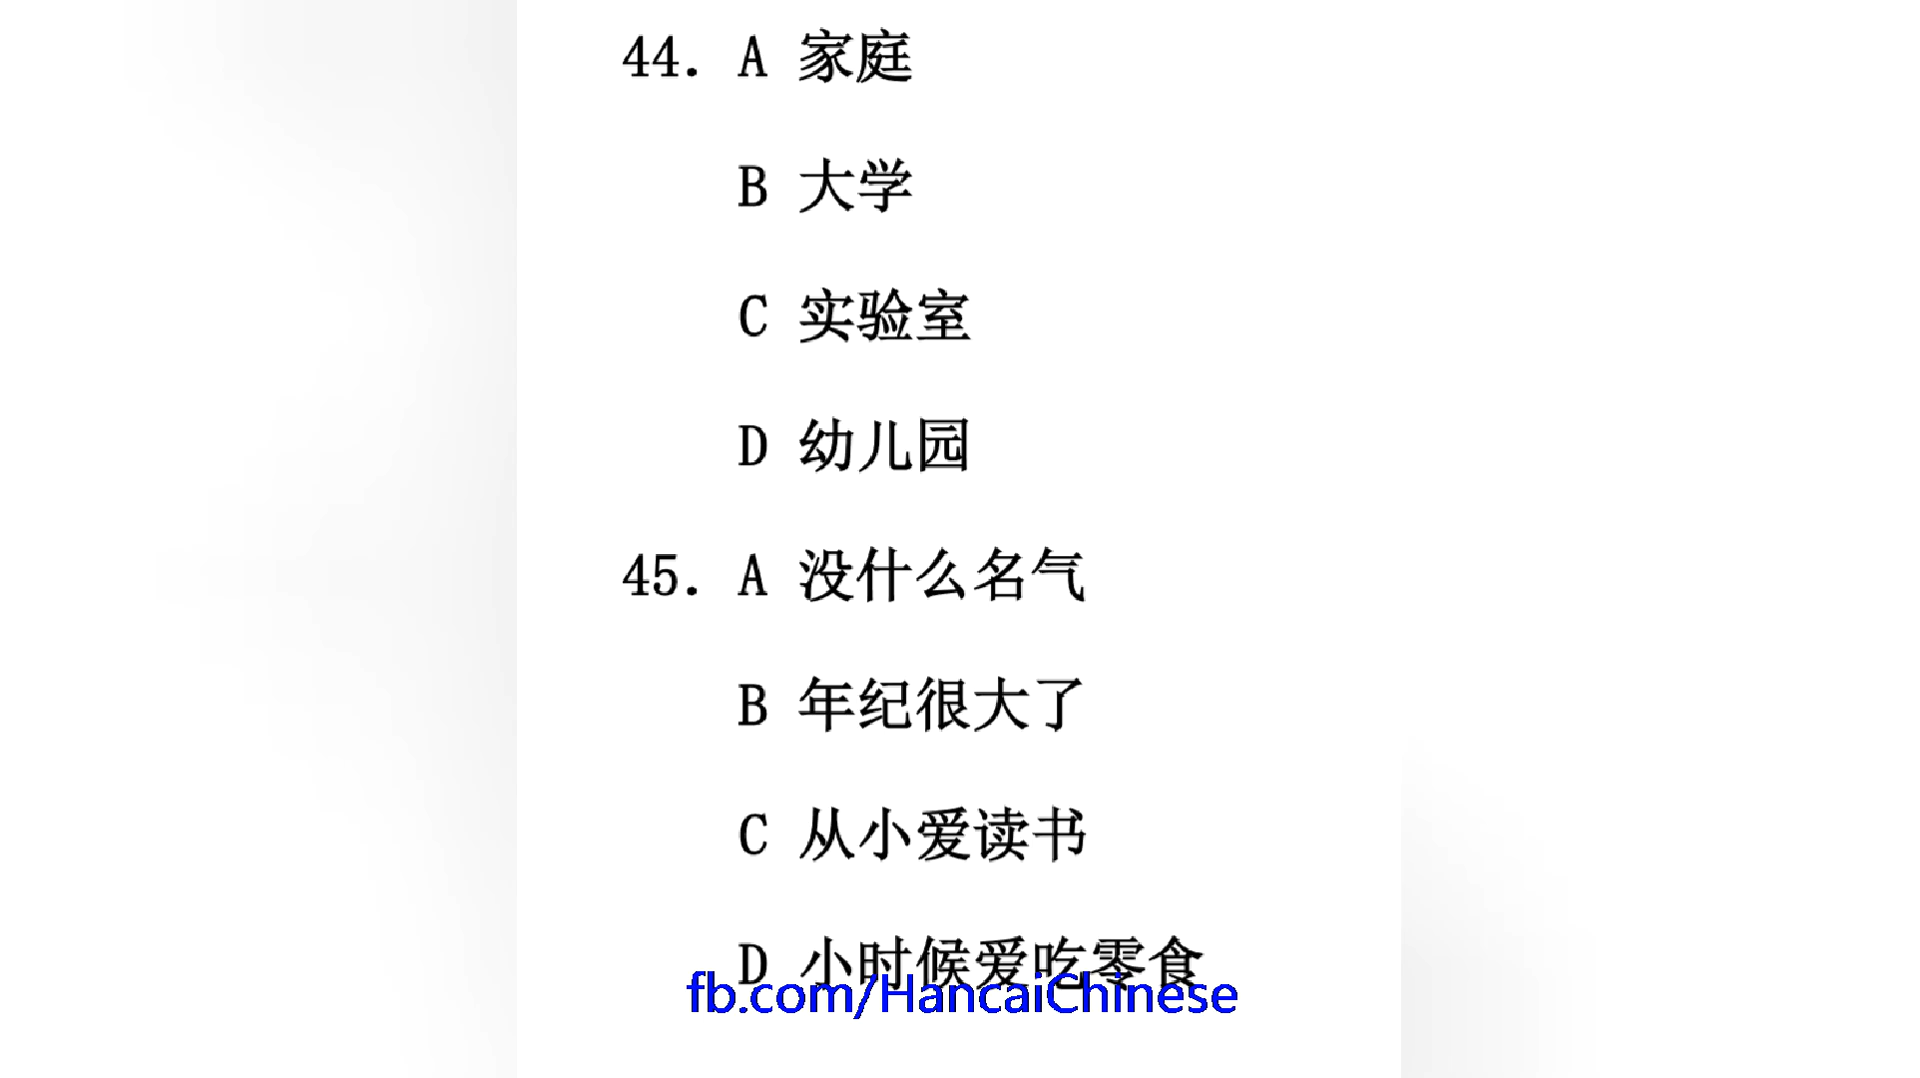 44. A 家庭
B 大学
C 实验室
D 幼儿园
45. A 没什么名气
B 年纪很大了
C 从小爱读书
D 小时候爱吃零食
fb.com/HancaiChinese